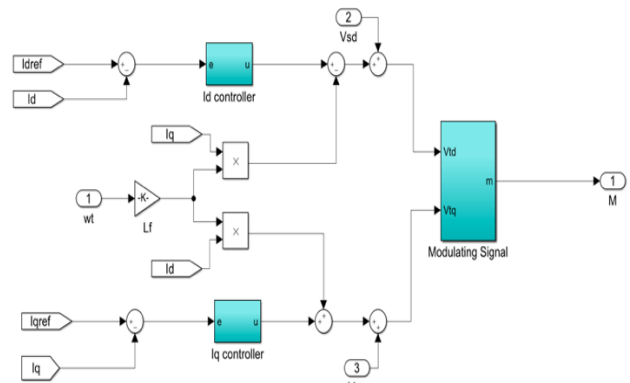 2
Vsd
Idref
Id
e u
Id controller
Iq
×
1
wt
-K-
Lf
×
Id
Vtd
Vtq
m
Modulating Signal
1
M
Iqref
Iq
e u
Iq controller
3